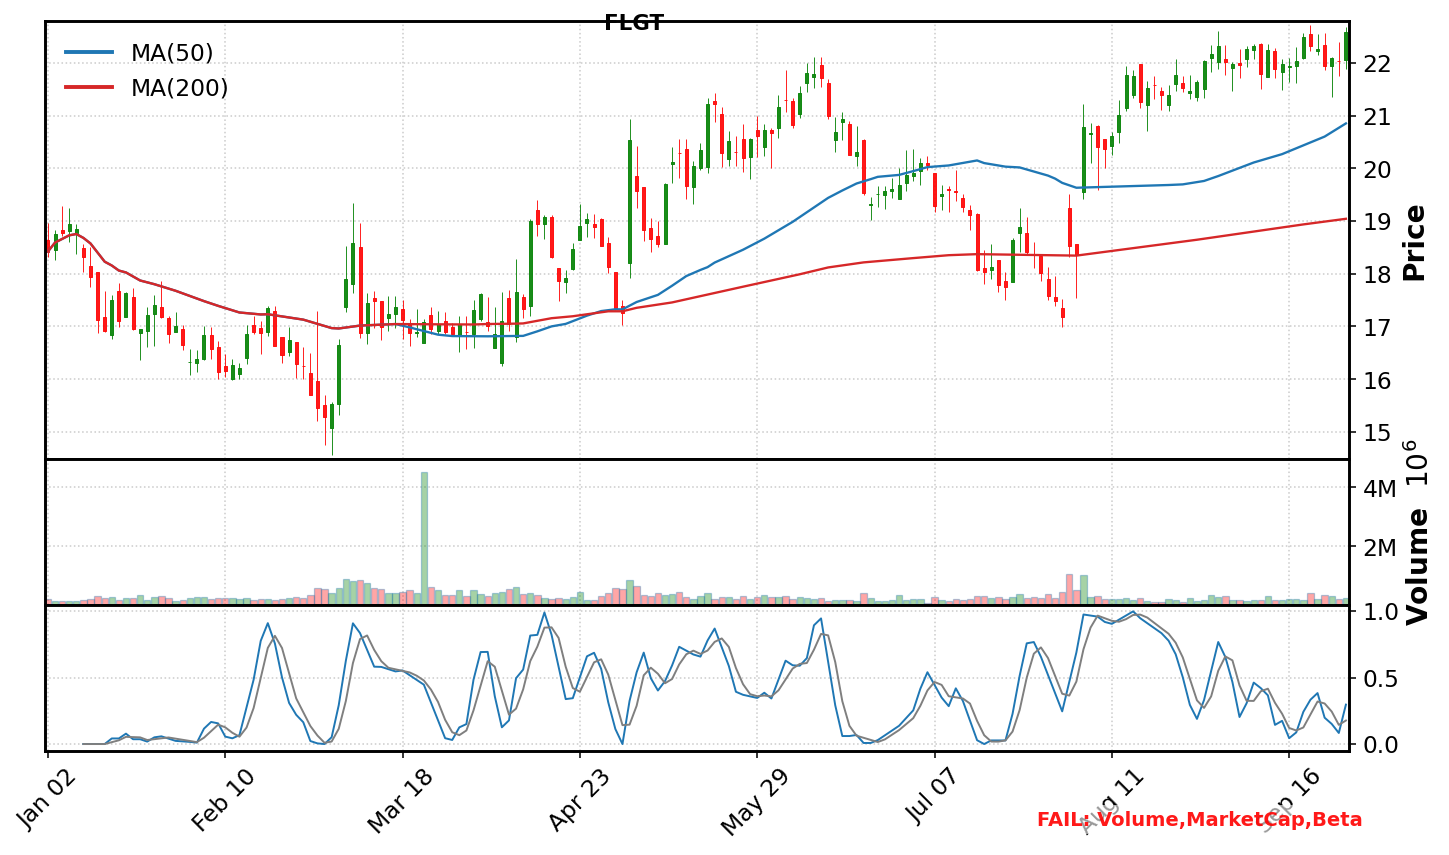 FLGT
MA(50)
MA(200)
22
21
20
19
18
17
16
15
Price
4M
2M
Volume 10^6
1.0
0.5
0.0
Jan 02
Feb 10
Mar 18
Apr 23
May 29
Jul 07
Aug 11
Sep 16
FAIL: Volume,MarketCap,Beta